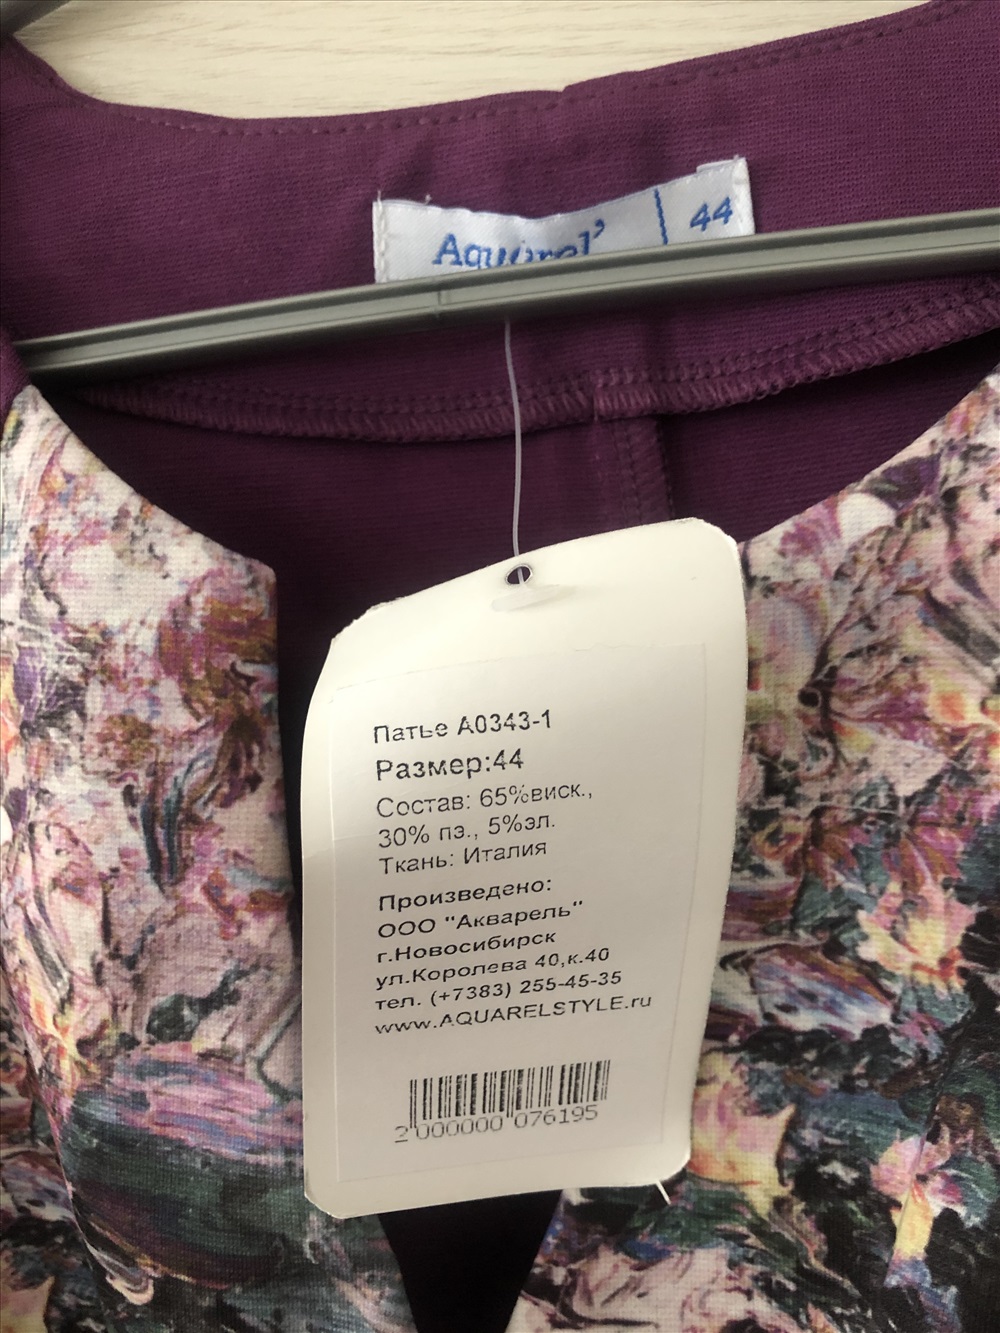 Aquarel' 44
Патье А0343-1
Размер:44
Состав: 65%виск.,
30% пэ., 5%эл.
Ткань: Италия
Произведено:
ООО "Акварель"
г.Новосибирск
ул.Королева 40,к.40
тел. (+7383) 255-45-35
www.AQUARELSTYLE.ru
2 000000 076195